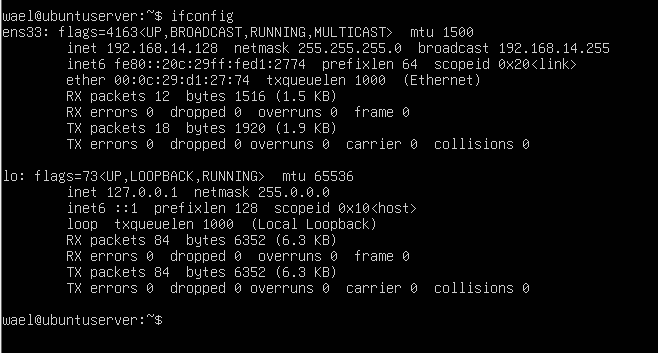 wael@ubuntuserver:~$ ifconfig
ens33: flags=4163<UP,BROADCAST,RUNNING,MULTICAST>  mtu 1500
        inet 192.168.14.128  netmask 255.255.255.0  broadcast 192.168.14.255
        inet6 fe80::20c:29ff:fed1:2774  prefixlen 64  scopeid 0x20<link>
        ether 00:0c:29:d1:27:74  txqueuelen 1000  (Ethernet)
        RX packets 12  bytes 1516 (1.5 KB)
        RX errors 0  dropped 0  overruns 0  frame 0
        TX packets 18  bytes 1920 (1.9 KB)
        TX errors 0  dropped 0 overruns 0  carrier 0  collisions 0

lo: flags=73<UP,LOOPBACK,RUNNING>  mtu 65536
        inet 127.0.0.1  netmask 255.0.0.0
        inet6 ::1  prefixlen 128  scopeid 0x10<host>
        loop  txqueuelen 1000  (Local Loopback)
        RX packets 84  bytes 6352 (6.3 KB)
        RX errors 0  dropped 0  overruns 0  frame 0
        TX packets 84  bytes 6352 (6.3 KB)
        TX errors 0  dropped 0 overruns 0  carrier 0  collisions 0

wael@ubuntuserver:~$